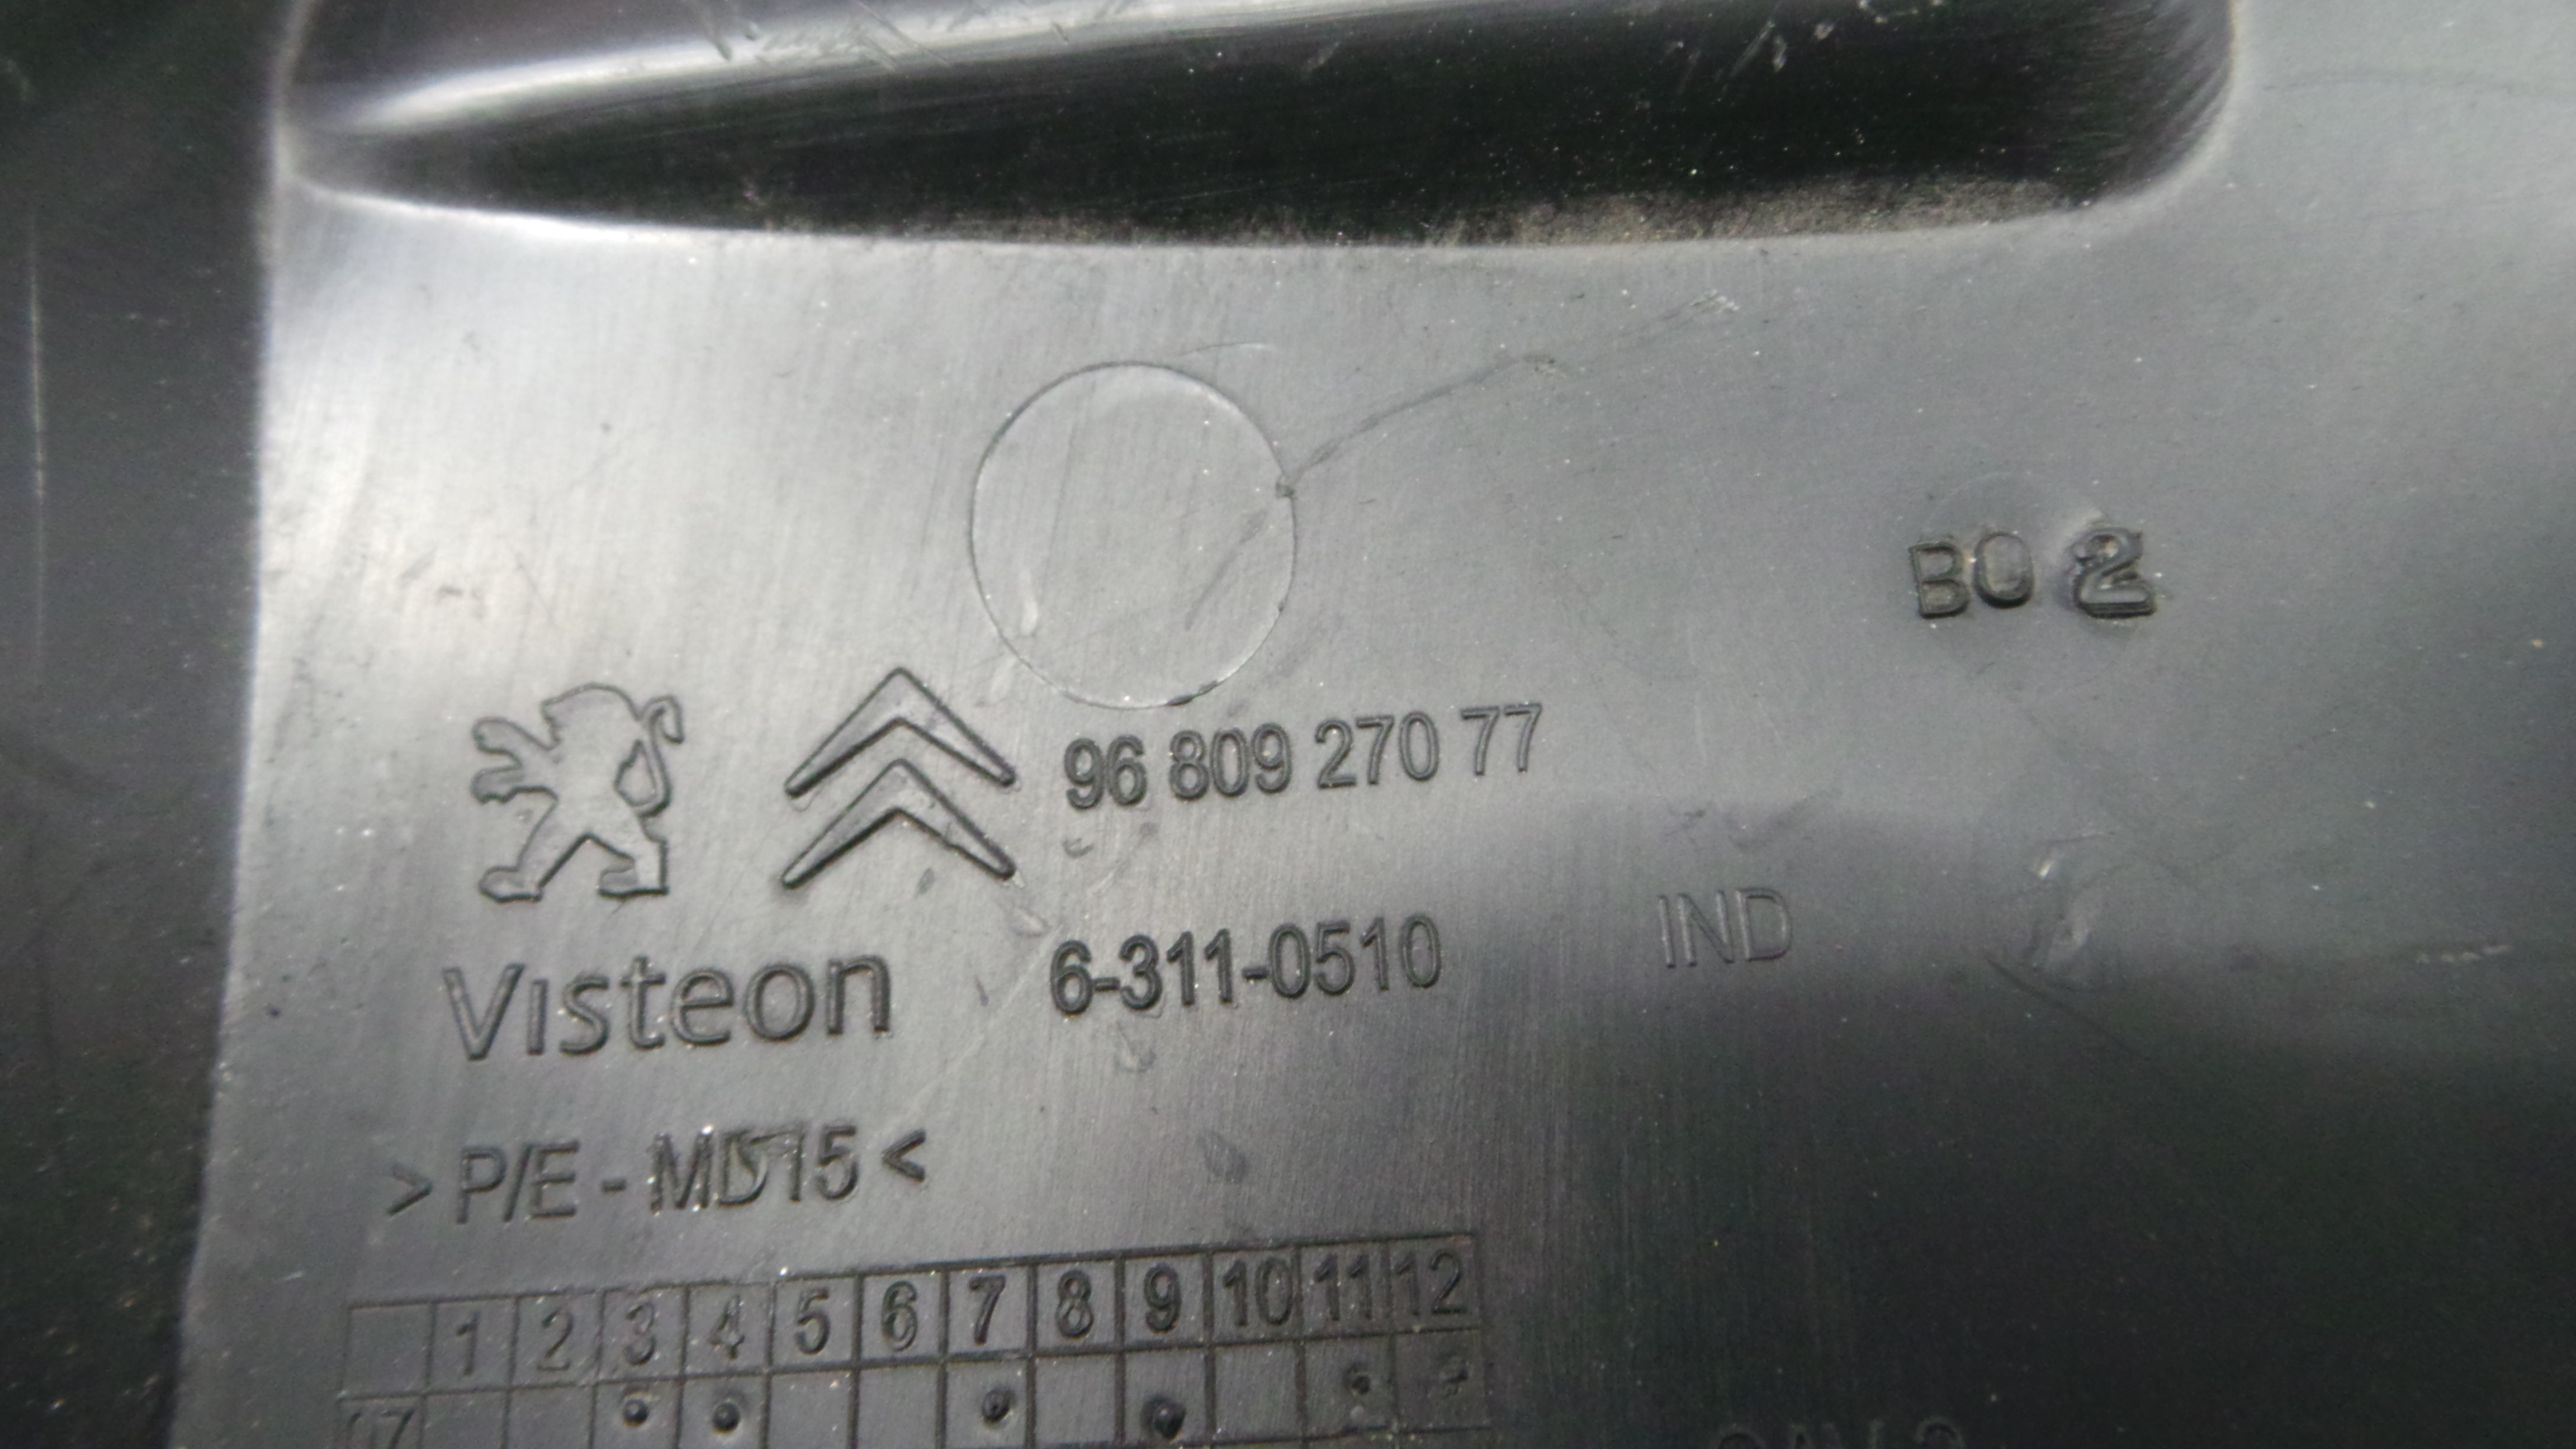 BO 2
96 809 270 77
Visteon 6-311-0510 IND
> P/E - MD15 <
1 2 3 4 5 6 7 8 9 10 11 12
07